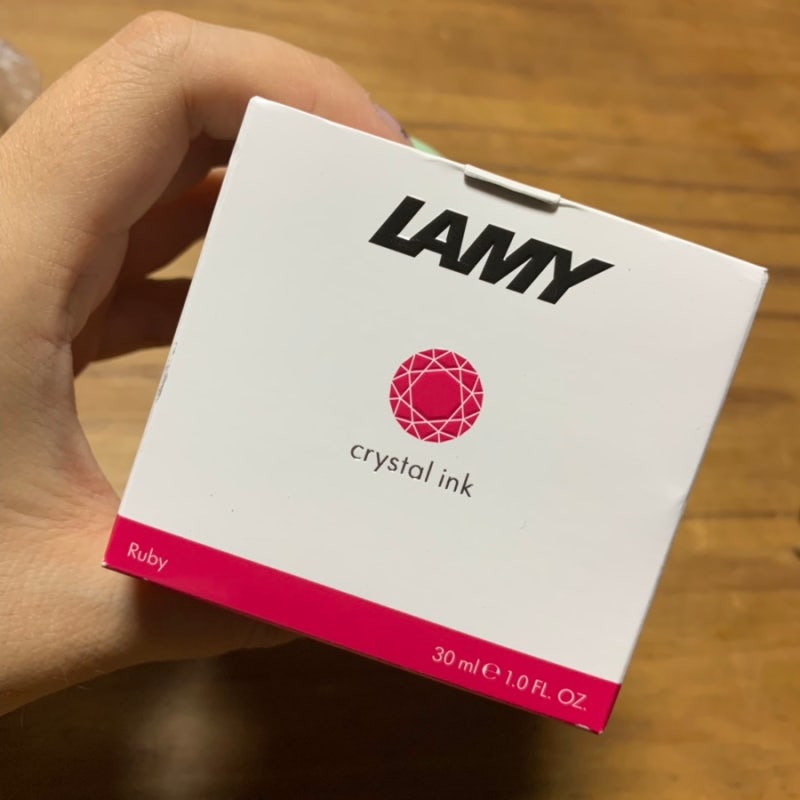 LAMY
crystal ink
Ruby
30 ml ℮ 1.0 FL. OZ.